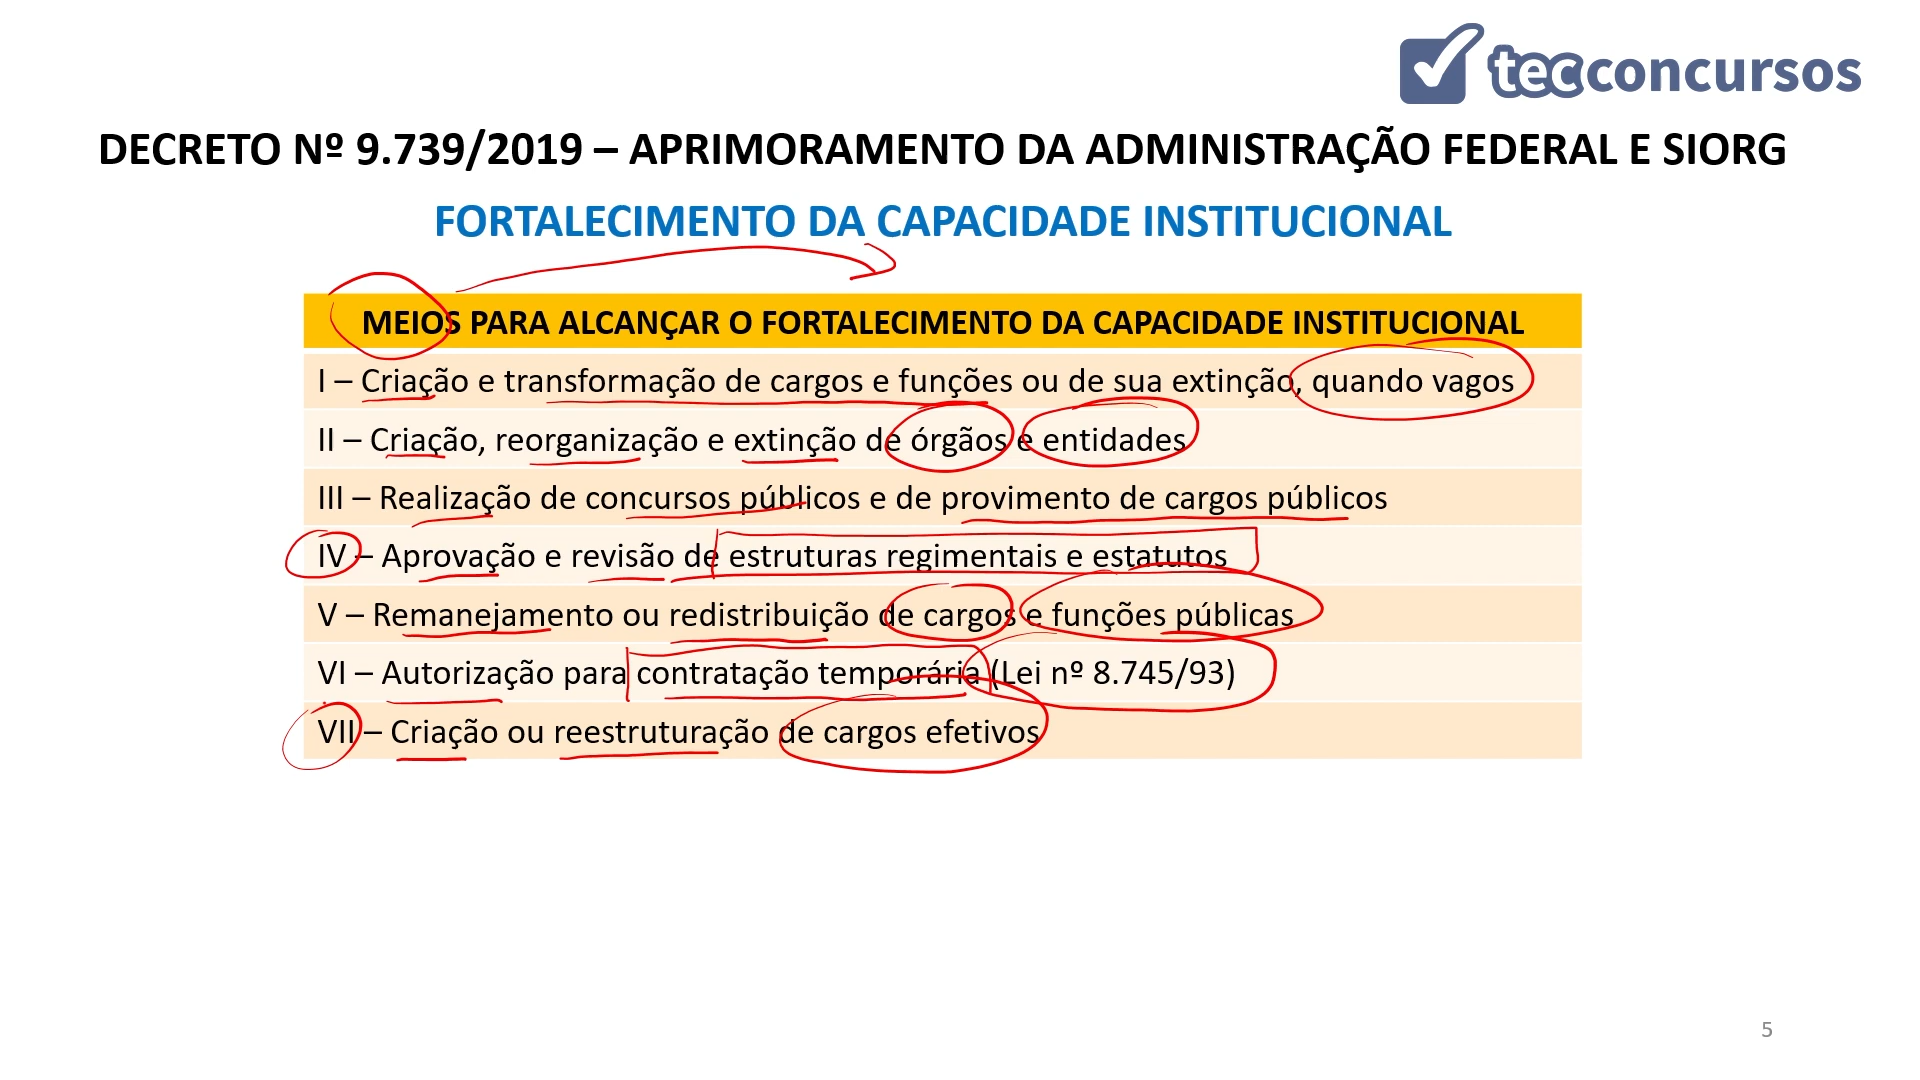 tecconcursos
DECRETO Nº 9.739/2019 – APRIMORAMENTO DA ADMINISTRAÇÃO FEDERAL E SIORG
FORTALECIMENTO DA CAPACIDADE INSTITUCIONAL
MEIOS PARA ALCANÇAR O FORTALECIMENTO DA CAPACIDADE INSTITUCIONAL
I – Criação e transformação de cargos e funções ou de sua extinção, quando vagos
II – Criação, reorganização e extinção de órgãos e entidades
III – Realização de concursos públicos e de provimento de cargos públicos
IV – Aprovação e revisão de estruturas regimentais e estatutos
V – Remanejamento ou redistribuição de cargos e funções públicas
VI – Autorização para contratação temporária (Lei nº 8.745/93)
VII – Criação ou reestruturação de cargos efetivos
5